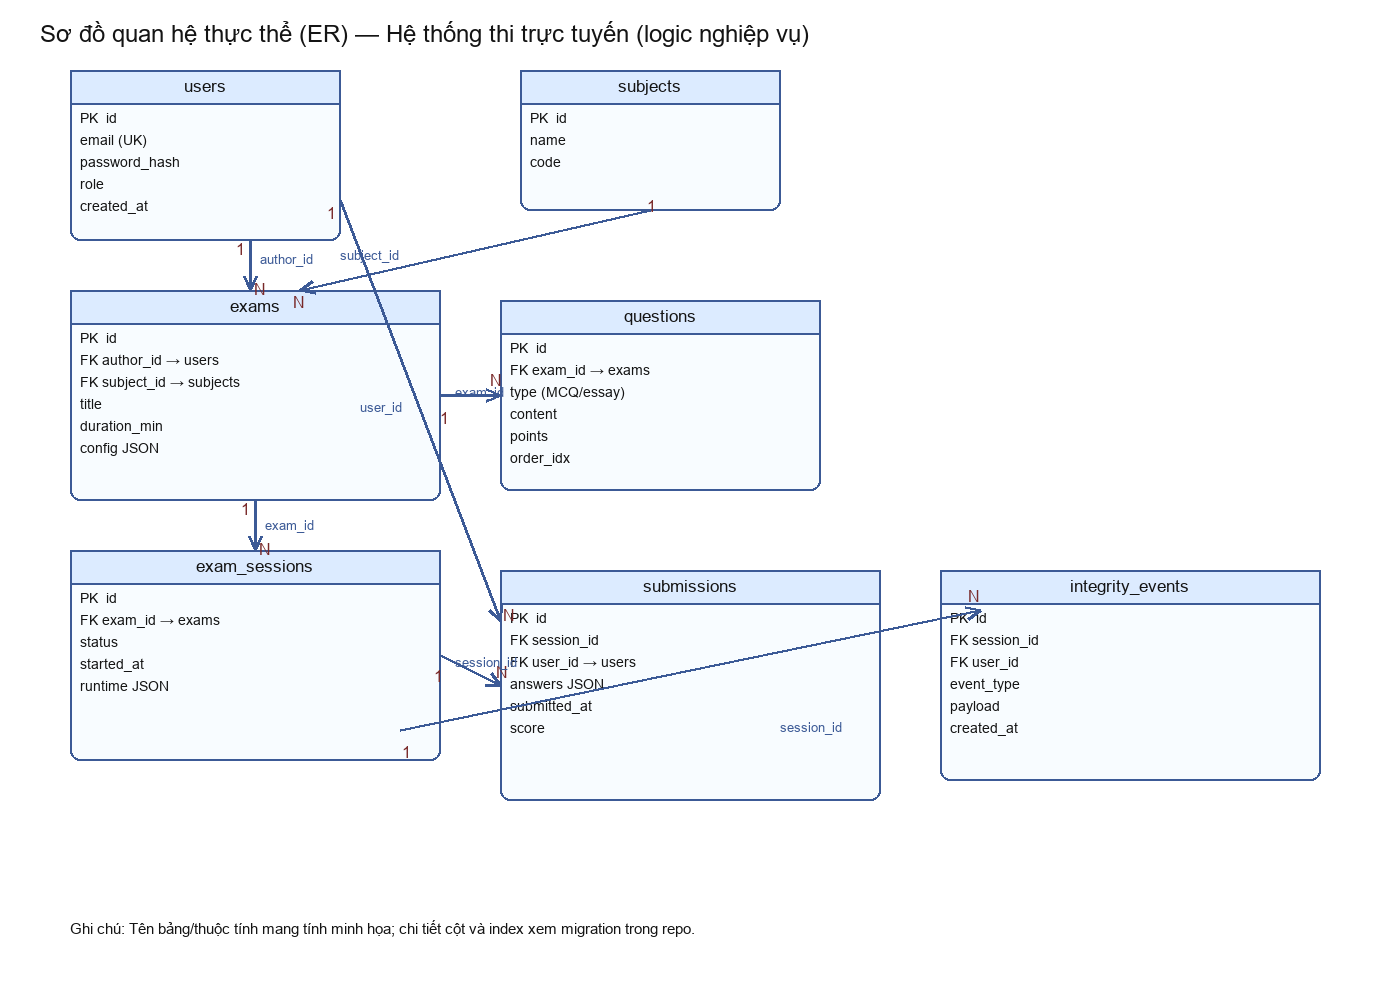 Sơ đồ quan hệ thực thể (ER) — Hệ thống thi trực tuyến (logic nghiệp vụ)
users
PK id
email (UK)
password_hash
role
created_at
1
1
author_id
N
subjects
PK id
name
code
1
subject_id
N
exams
PK id
FK author_id → users
FK subject_id → subjects
title
duration_min
config JSON
user_id
exam_id
N
1
questions
PK id
FK exam_id → exams
type (MCQ/essay)
content
points
order_idx
1
exam_id
N
exam_sessions
PK id
FK exam_id → exams
status
started_at
runtime JSON
1
session_id
N
1
submissions
N
PK id
FK session_id
FK user_id → users
answers JSON
submitted_at
score
session_id
integrity_events
N
PK id
FK session_id
FK user_id
event_type
payload
created_at
Ghi chú: Tên bảng/thuộc tính mang tính minh họa; chi tiết cột và index xem migration trong repo.